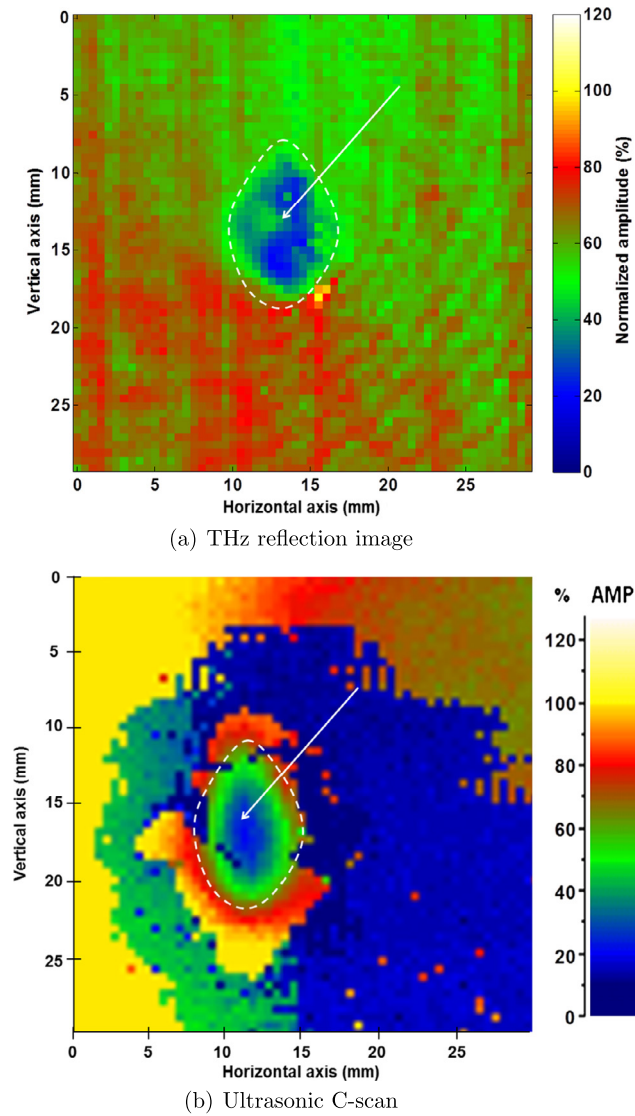 0
5
10
15
20
25
Vertical axis (mm)
0 5 10 15 20 25
Horizontal axis (mm)
120
100
80
60
40
20
0
Normalized amplitude (%)
(a) THz reflection image
0
5
10
15
20
25
Vertical axis (mm)
0 5 10 15 20 25
Horizontal axis (mm)
% AMP
120
100
80
60
40
20
0
(b) Ultrasonic C-scan